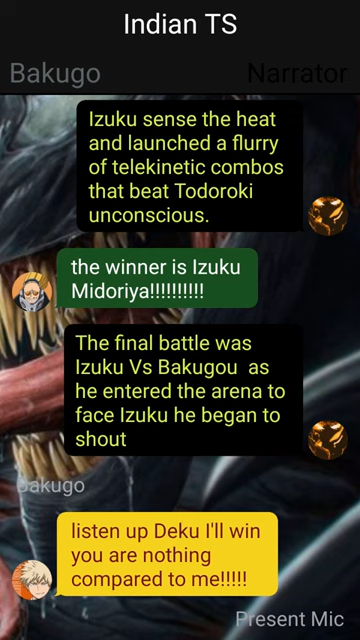 Indian TS
Bakugo
Narrator
Izuku sense the heat
and launched a flurry
of telekinetic combos
that beat Todoroki
unconscious.
the winner is Izuku
Midoriya!!!!!!!!!!
The final battle was
Izuku Vs Bakugou  as
he entered the arena to
face Izuku he began to
shout
Bakugo
listen up Deku I'll win
you are nothing
compared to me!!!!!
Present Mic